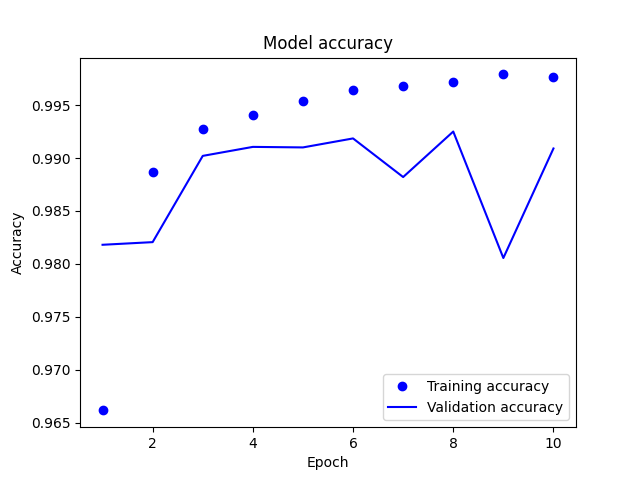 Model accuracy
0.995
0.990
0.985
0.980
0.975
0.970
0.965
Accuracy
Training accuracy
Validation accuracy
2 4 6 8 10
Epoch